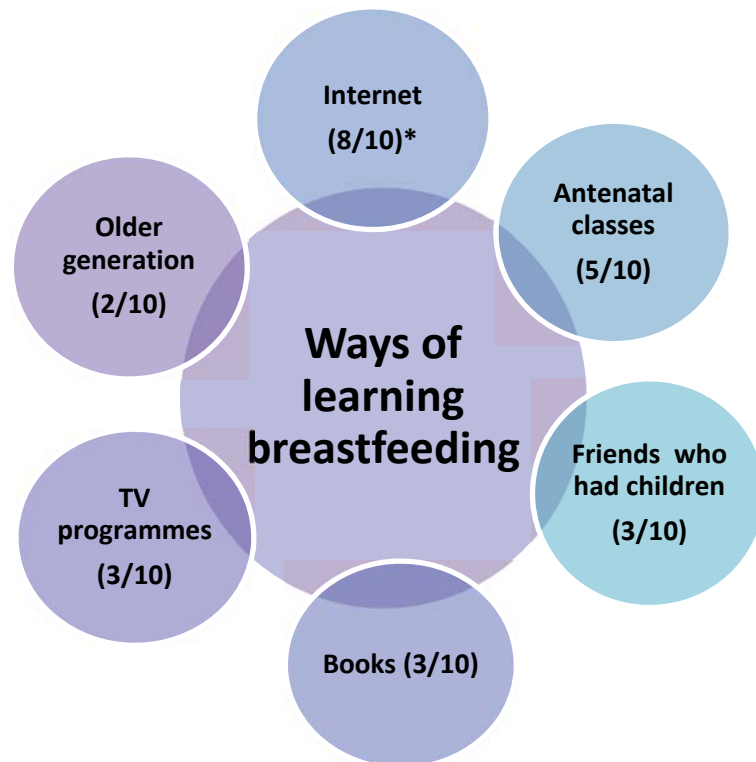 Internet
(8/10)*
Antenatal
classes
(5/10)
Older
generation
(2/10)
Ways of
learning
breastfeeding
Friends who
had children
(3/10)
TV
programmes
(3/10)
Books (3/10)